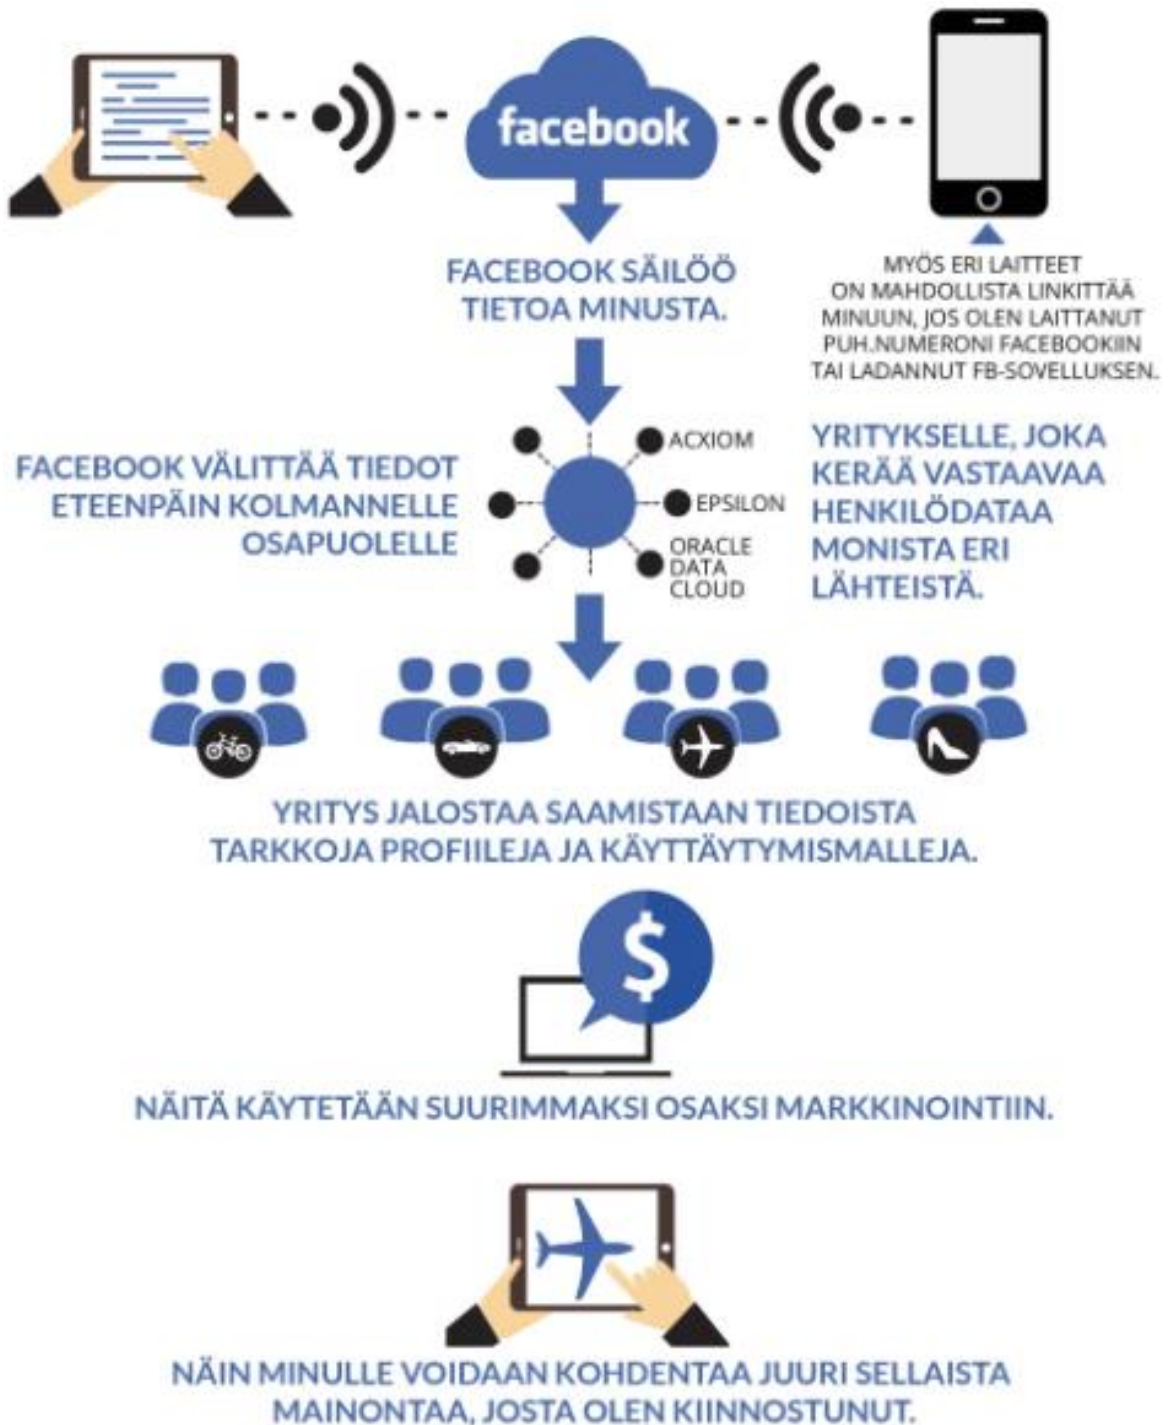 facebook
FACEBOOK SÄILÖÖ
TIETOA MINUSTA.
MYÖS ERI LAITTEET
ON MAHDOLLISTA LINKITTÄÄ
MINUUN, JOS OLEN LAITTANUT
PUH.NUMERONI FACEBOOKIIN
TAI LADANNUT FB-SOVELLUKSEN.
FACEBOOK VÄLITTÄÄ TIEDOT
ETEENPÄIN KOLMANNELLE
OSAPUOLELLE
ACXIOM
EPSILON
ORACLE
DATA
CLOUD
YRITYKSELLE, JOKA
KERÄÄ VASTAAVAA
HENKILÖDATAA
MONISTA ERI
LÄHTEISTÄ.
YRITYS JALOSTAA SAAMISTAAN TIEDOISTA
TARKKOJA PROFIILEJA JA KÄYTTÄYTYMISMALLEJA.
$
NÄITÄ KÄYTETÄÄN SUURIMMAKSI OSAKSI MARKKINOINTIIN.
NÄIN MINULLE VOIDAAN KOHDENTAA JUURI SELLAISTA
MAINONTAA, JOSTA OLEN KIINNOSTUNUT.